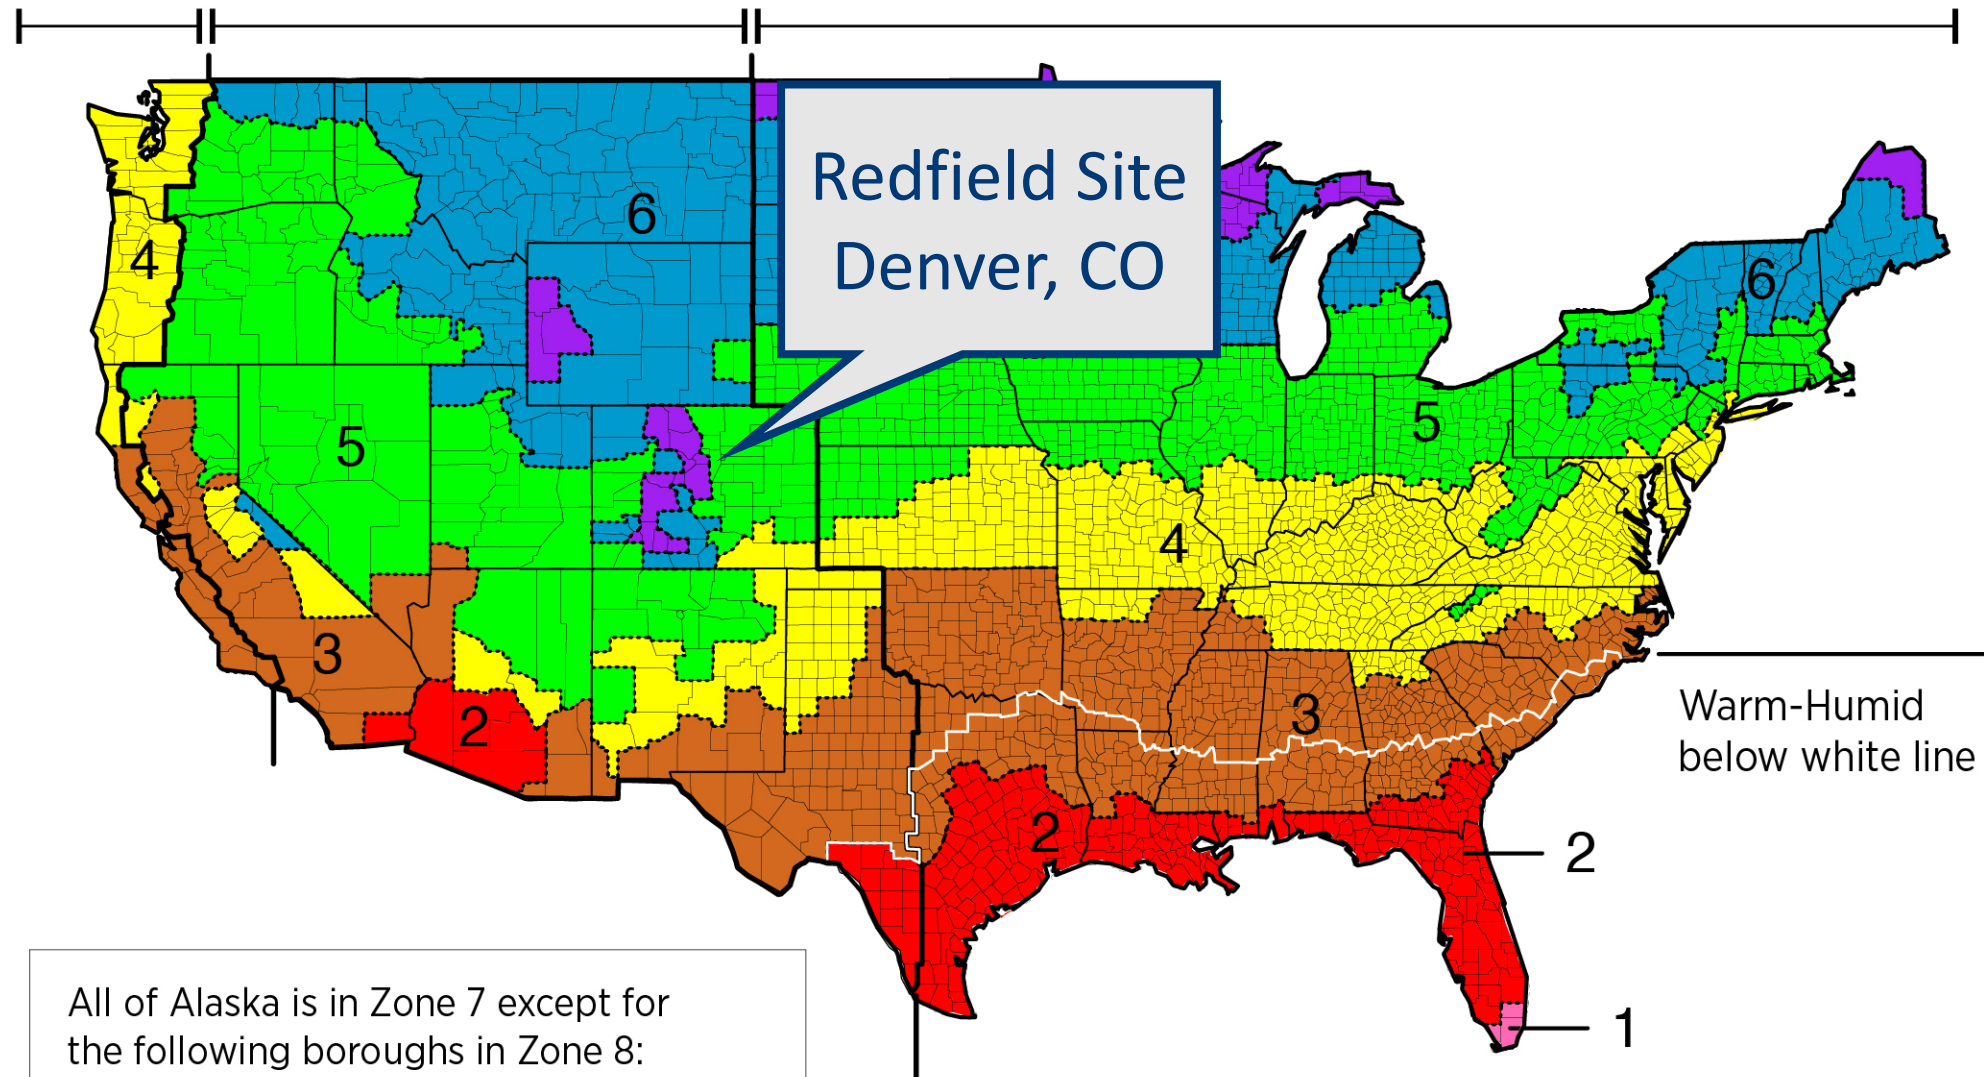 Redfield Site
Denver, CO
6
4
6
5
5
4
3
3
2
2
Warm-Humid
below white line
2
1
All of Alaska is in Zone 7 except for
the following boroughs in Zone 8: